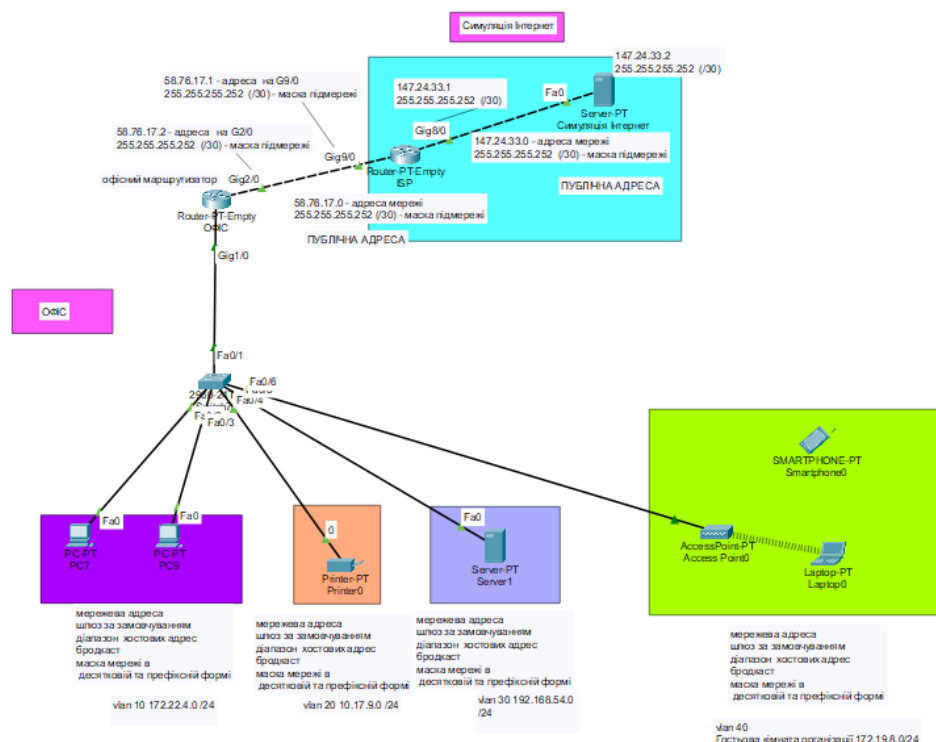 Симуляція Інтернет
147.24.33.2
255.255.255.252 (/30)
58.76.17.1 - адреса на G9/0
255.255.255.252 (/30) - маска підмережі
147.24.33.1
255.255.255.252 (/30)
Fa0
Server-PT
Симуляція Інтернет
58.76.17.2 - адреса на G2/0
255.255.255.252 (/30) - маска підмережі
Gig8/0
147.24.33.0 - адреса мережі
255.255.255.252 (/30) - маска підмережі
Gig9/0
Router-PT-Empty
ISP
офісний маршрутизатор
Gig2/0
ПУБЛІЧНА АДРЕСА
Router-PT-Empty
ОФІС
58.76.17.0 - адреса мережі
255.255.255.252 (/30) - маска підмережі
ПУБЛІЧНА АДРЕСА
Gig1/0
ОФІС
Fa0/1
Fa0/6
Fa0/4
Fa0/3
SMARTPHONE-PT
Smartphone0
Fa0
PC-PT
PC7
Fa0
PC-PT
PC9
0
Printer-PT
Printer0
Fa0
Server-PT
Server1
AccessPoint-PT
Access Point0
Laptop-PT
Laptop0
мережева адреса
шлюз за замовчуванням
діапазон хостових адрес
бродкаст
маска мережі в
десятковій та префіксній формі
vlan 10 172.22.4.0 /24
мережева адреса
шлюз за замовчуванням
діапазон хостових адрес
бродкаст
маска мережі в
десятковій та префіксній формі
vlan 20 10.17.9.0 /24
мережева адреса
шлюз за замовчуванням
діапазон хостових адрес
бродкаст
маска мережі в
десятковій та префіксній формі
vlan 30 192.168.54.0
/24
мережева адреса
шлюз за замовчуванням
діапазон хостових адрес
бродкаст
маска мережі в
десятковій та префіксній формі
vlan 40
Гостьова кімната організації 172.19.8.0/24